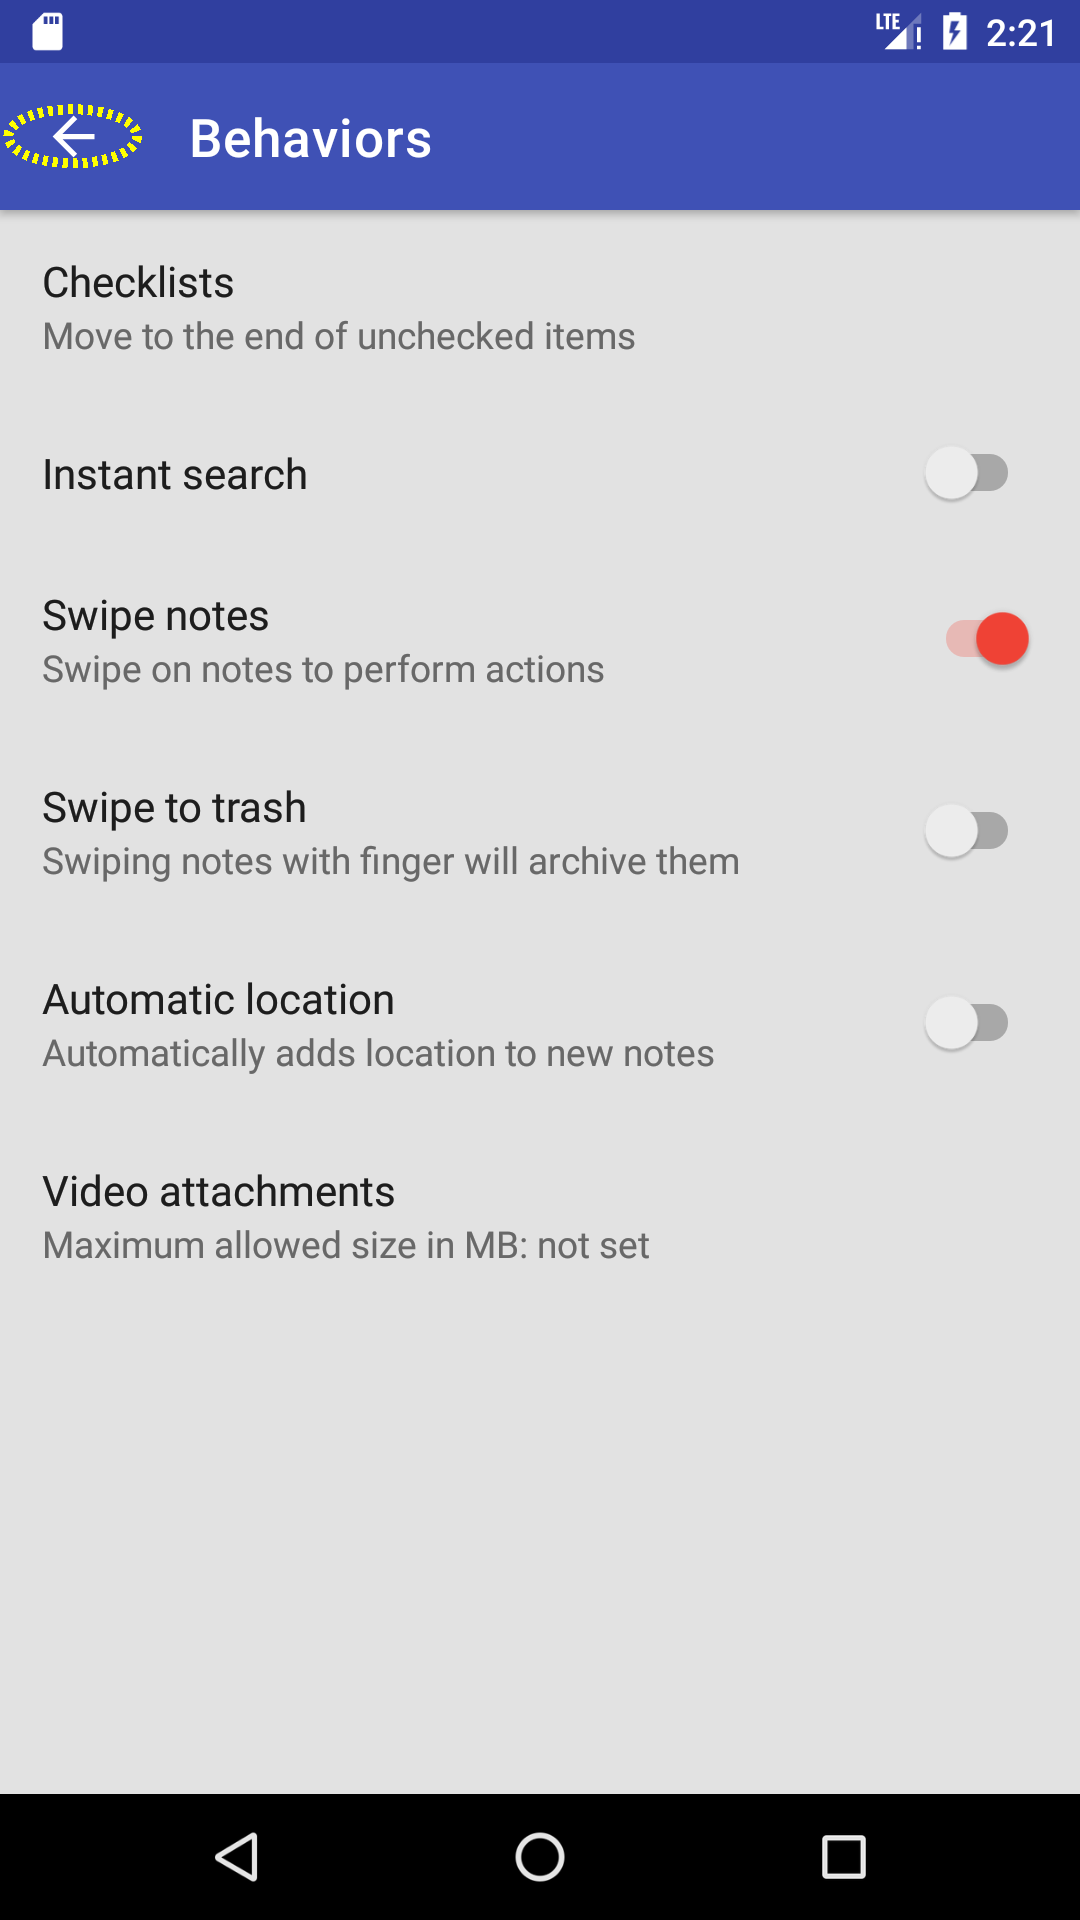 LTE 2:21
Behaviors
Checklists
Move to the end of unchecked items
Instant search
Swipe notes
Swipe on notes to perform actions
Swipe to trash
Swiping notes with finger will archive them
Automatic location
Automatically adds location to new notes
Video attachments
Maximum allowed size in MB: not set